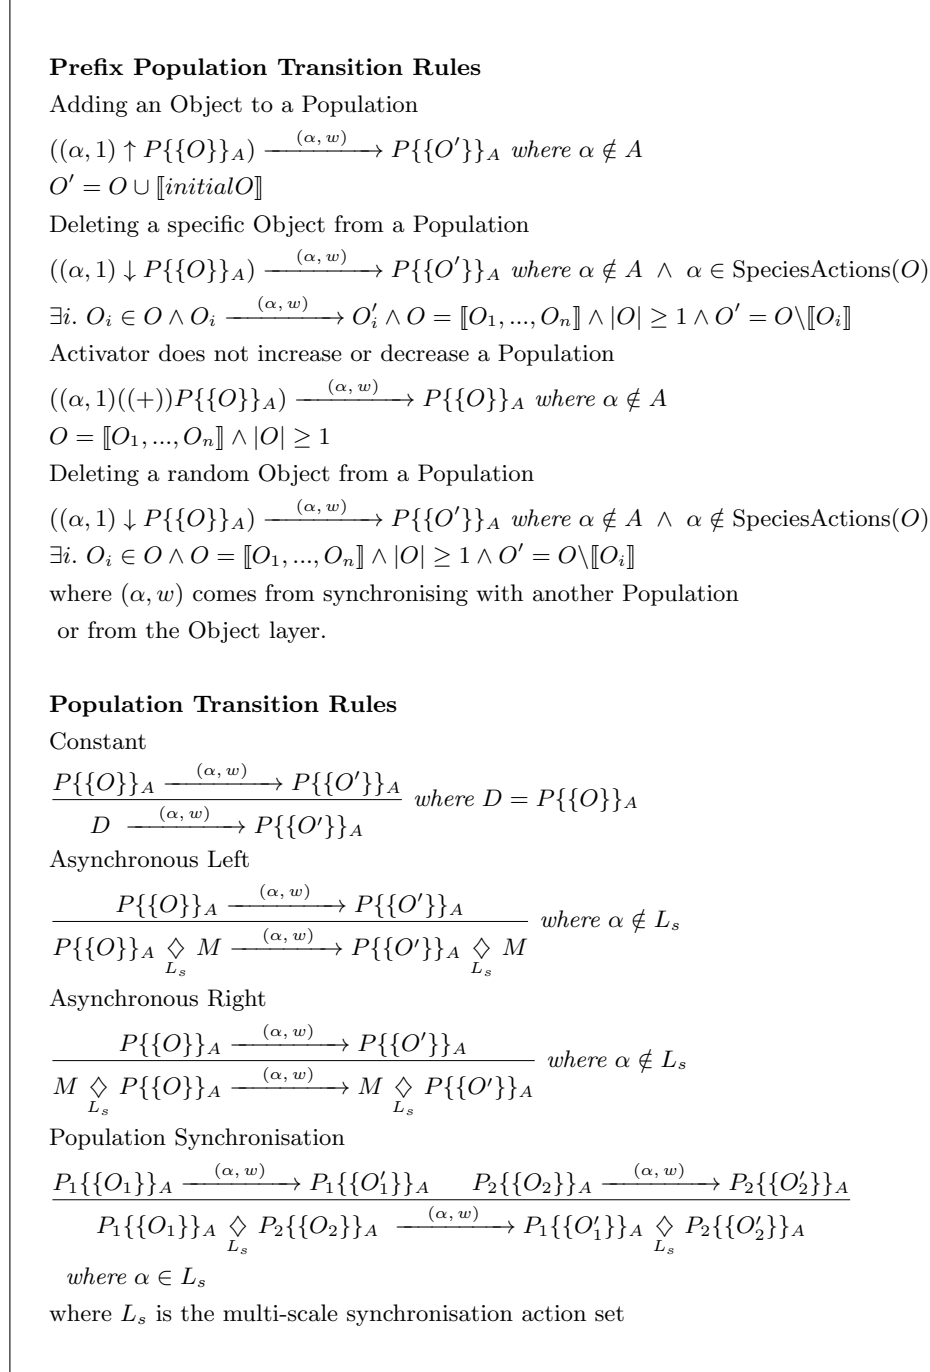 Prefix Population Transition Rules
Adding an Object to a Population
((α, 1) ↑ P{{O}}_A) —(α, w)→ P{{O′}}_A where α ∉ A
O′ = O ∪ ⟦initialO⟧
Deleting a specific Object from a Population
((α, 1) ↓ P{{O}}_A) —(α, w)→ P{{O′}}_A where α ∉ A ∧ α ∈ SpeciesActions(O)
∃i. O_i ∈ O ∧ O_i —(α, w)→ O′_i ∧ O = ⟦O_1, ..., O_n⟧ ∧ |O| ≥ 1 ∧ O′ = O\⟦O_i⟧
Activator does not increase or decrease a Population
((α, 1)((+))P{{O}}_A) —(α, w)→ P{{O}}_A where α ∉ A
O = ⟦O_1, ..., O_n⟧ ∧ |O| ≥ 1
Deleting a random Object from a Population
((α, 1) ↓ P{{O}}_A) —(α, w)→ P{{O′}}_A where α ∉ A ∧ α ∉ SpeciesActions(O)
∃i. O_i ∈ O ∧ O = ⟦O_1, ..., O_n⟧ ∧ |O| ≥ 1 ∧ O′ = O\⟦O_i⟧
where (α, w) comes from synchronising with another Population
or from the Object layer.
Population Transition Rules
Constant
P{{O}}_A —(α, w)→ P{{O′}}_A where D = P{{O}}_A
D —(α, w)→ P{{O′}}_A
Asynchronous Left
P{{O}}_A —(α, w)→ P{{O′}}_A where α ∉ L_s
P{{O}}_A ◇_{L_s} M —(α, w)→ P{{O′}}_A ◇_{L_s} M
Asynchronous Right
P{{O}}_A —(α, w)→ P{{O′}}_A where α ∉ L_s
M ◇_{L_s} P{{O}}_A —(α, w)→ M ◇_{L_s} P{{O′}}_A
Population Synchronisation
P_1{{O_1}}_A —(α, w)→ P_1{{O′_1}}_A P_2{{O_2}}_A —(α, w)→ P_2{{O′_2}}_A
P_1{{O_1}}_A ◇_{L_s} P_2{{O_2}}_A —(α, w)→ P_1{{O′_1}}_A ◇_{L_s} P_2{{O′_2}}_A
where α ∈ L_s
where L_s is the multi-scale synchronisation action set